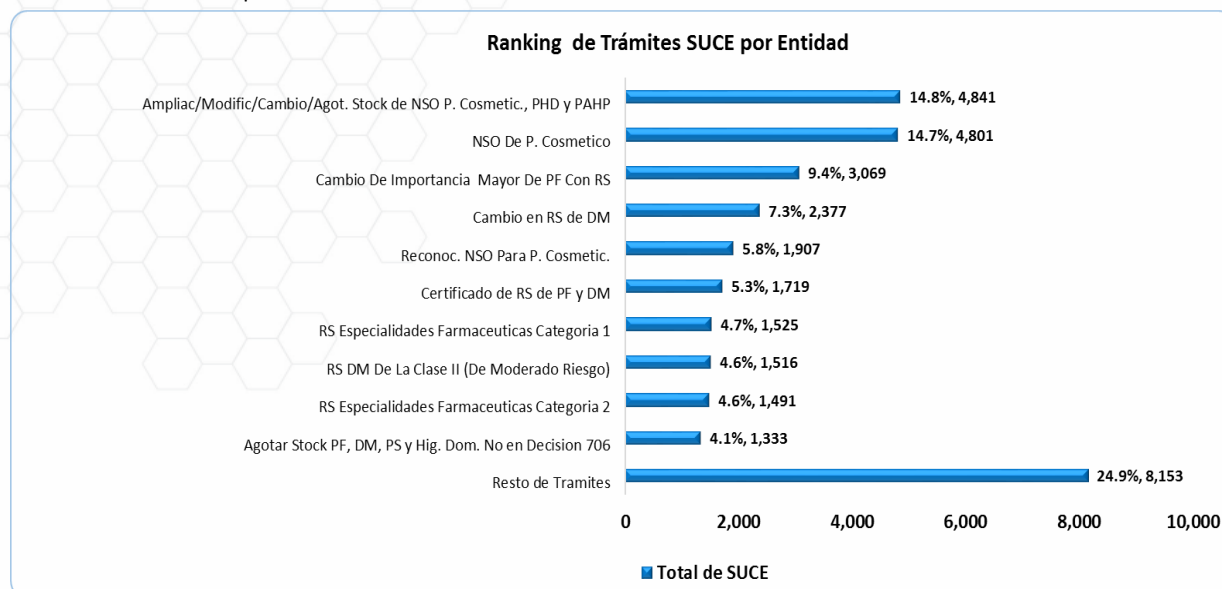 Ranking de Trámites SUCE por Entidad
Ampliac/Modific/Cambio/Agot. Stock de NSO P. Cosmetic., PHD y PAHP 14.8%, 4,841
NSO De P. Cosmetico 14.7%, 4,801
Cambio De Importancia Mayor De PF Con RS 9.4%, 3,069
Cambio en RS de DM 7.3%, 2,377
Reconoc. NSO Para P. Cosmetic. 5.8%, 1,907
Certificado de RS de PF y DM 5.3%, 1,719
RS Especialidades Farmaceuticas Categoria 1 4.7%, 1,525
RS DM De La Clase II (De Moderado Riesgo) 4.6%, 1,516
RS Especialidades Farmaceuticas Categoria 2 4.6%, 1,491
Agotar Stock PF, DM, PS y Hig. Dom. No en Decision 706 4.1%, 1,333
Resto de Tramites 24.9%, 8,153
0 2,000 4,000 6,000 8,000 10,000
Total de SUCE